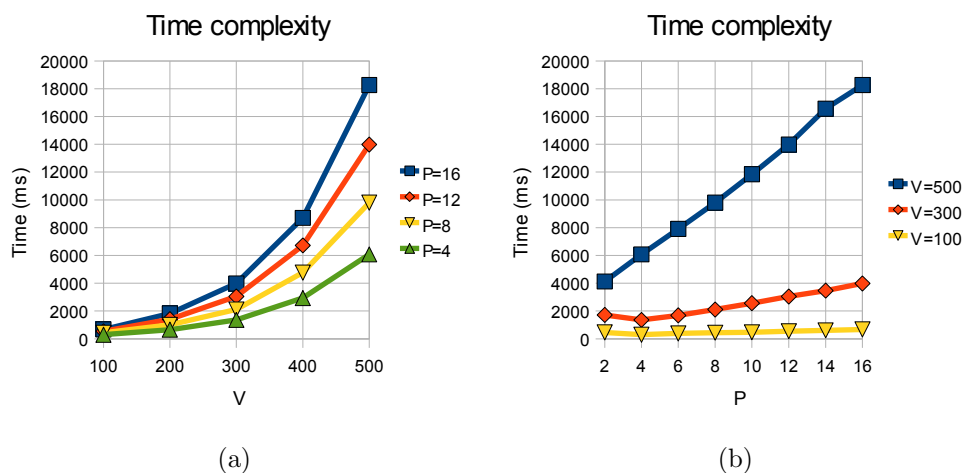 Time complexity
20000
18000
16000
14000
12000
10000
8000
6000
4000
2000
0
Time (ms)
100 200 300 400 500
V
P=16
P=12
P=8
P=4
(a)
Time complexity
20000
18000
16000
14000
12000
10000
8000
6000
4000
2000
0
Time (ms)
2 4 6 8 10 12 14 16
P
V=500
V=300
V=100
(b)